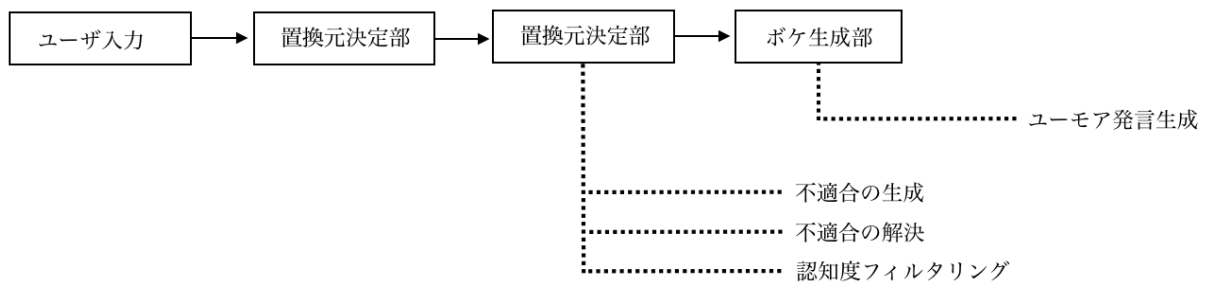 ユーザ入力
置換元決定部
置換元決定部
ボケ生成部
ユーモア発言生成
不適合の生成
不適合の解決
認知度フィルタリング